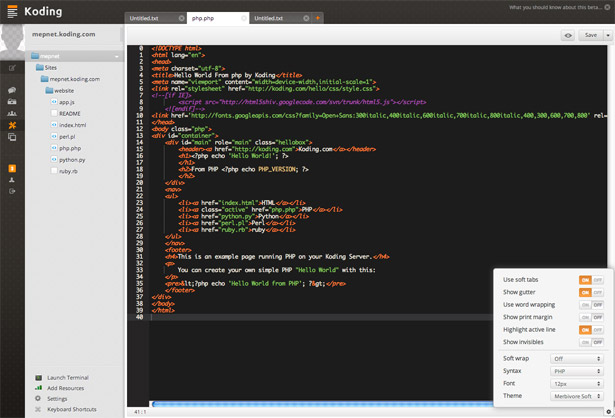 Koding
What you should know about this beta...
Untitled.txt
php.php
Untitled.txt
Save
mepnet.koding.com
mepnet
Sites
mepnet.koding.com
website
app.js
README
index.html
perl.pl
php.php
python.py
ruby.rb
0 <!DOCTYPE html>
1 <html lang="en">
2 <head>
3 <meta charset="utf-8">
4 <title>Hello World From php by Koding</title>
5 <meta name="viewport" content="width=device-width,initial-scale=1">
6 <link rel="stylesheet" href="http://koding.com/hello/css/style.css">
7 <!--[if IE]>
8 <script src="http://html5shiv.googlecode.com/svn/trunk/html5.js"></script>
9 <![endif]-->
10 <link href='http://fonts.googleapis.com/css?family=Open+Sans:300italic,400italic,600italic,700italic,800italic,400,300,600,700,800' rel=
11 </head>
12 <body class="php">
13 <div id="container">
14 <div id="main" role="main" class="hellobox">
15 <header><a href="http://koding.com">Koding.com</a></header>
16 <h1><?php echo 'Hello World!'; ?>
17 </h1>
18 <h2>From PHP <?php echo PHP_VERSION; ?>
19 </h2>
20 </div>
21 <nav>
22 <ul>
23 <li><a href="index.html">HTML</a></li>
24 <li><a class="active" href="php.php">PHP</a></li>
25 <li><a href="python.py">Python</a></li>
26 <li><a href="perl.pl">Perl</a></li>
27 <li><a href="ruby.rb">ruby</a></li>
28 </ul>
29 </nav>
30 <footer>
31 <h4>This is an example page running PHP on your Koding Server.</h4>
32 <p>
33 You can create your own simple PHP "Hello World" with this:
34 </p>
35 <pre>&lt;?php echo 'Hello World from PHP'; ?&gt;</pre>
36 </footer>
37 </div>
38 </body>
39 </html>
40
Use soft tabs ON OFF
Show gutter ON OFF
Use word wrapping ON OFF
Show print margin ON OFF
Highlight active line ON OFF
Show invisibles ON OFF
Soft wrap Off
Syntax PHP
Font 12px
Theme Merbivore Soft
Launch Terminal
Add Resources
Settings
Keyboard Shortcuts
41:1